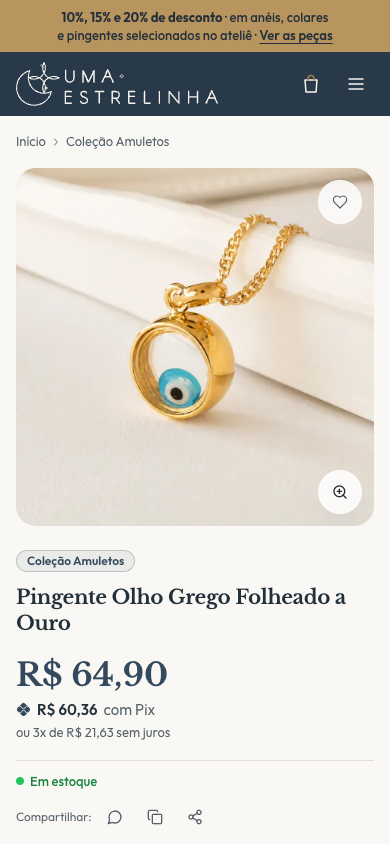 10%, 15% e 20% de desconto · em anéis, colares
e pingentes selecionados no ateliê · Ver as peças
UMA
ESTRELINHA
Início > Coleção Amuletos
Coleção Amuletos
Pingente Olho Grego Folheado a
Ouro
R$ 64,90
R$ 60,36 com Pix
ou 3x de R$ 21,63 sem juros
Em estoque
Compartilhar: